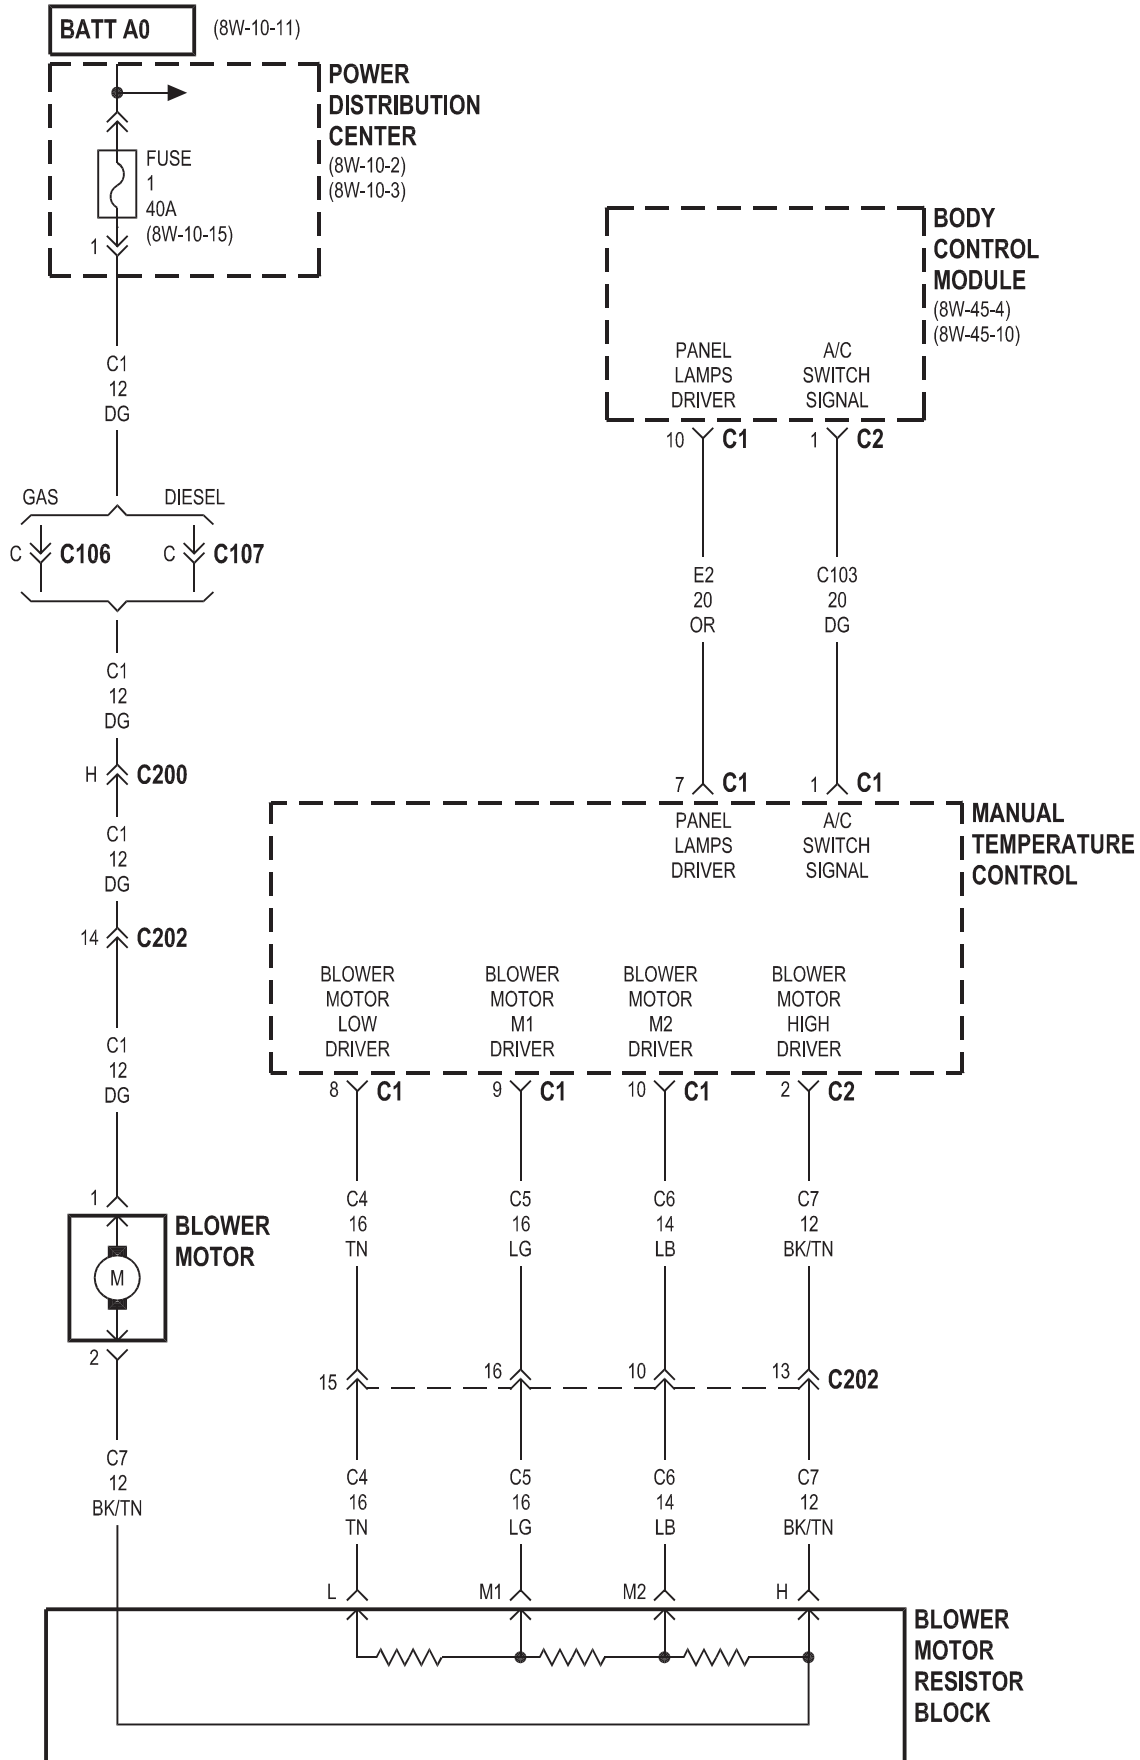 BATT A0 (8W-10-11)
POWER
DISTRIBUTION
CENTER
(8W-10-2)
(8W-10-3)
FUSE
1
40A
(8W-10-15)
1
BODY
CONTROL
MODULE
(8W-45-4)
(8W-45-10)
PANEL
LAMPS
DRIVER
A/C
SWITCH
SIGNAL
10 C1
1 C2
C1
12
DG
GAS DIESEL
C C106
C C107
E2
20
OR
C103
20
DG
C1
12
DG
H C200
7 C1
1 C1
MANUAL
TEMPERATURE
CONTROL
PANEL
LAMPS
DRIVER
A/C
SWITCH
SIGNAL
C1
12
DG
14 C202
BLOWER
MOTOR
LOW
DRIVER
BLOWER
MOTOR
M1
DRIVER
BLOWER
MOTOR
M2
DRIVER
BLOWER
MOTOR
HIGH
DRIVER
C1
12
DG
8 C1
9 C1
10 C1
2 C2
C4
16
TN
C5
16
LG
C6
14
LB
C7
12
BK/TN
1
BLOWER
MOTOR
M
2
15
16
10
13 C202
C7
12
BK/TN
C4
16
TN
C5
16
LG
C6
14
LB
C7
12
BK/TN
L
M1
M2
H
BLOWER
MOTOR
RESISTOR
BLOCK